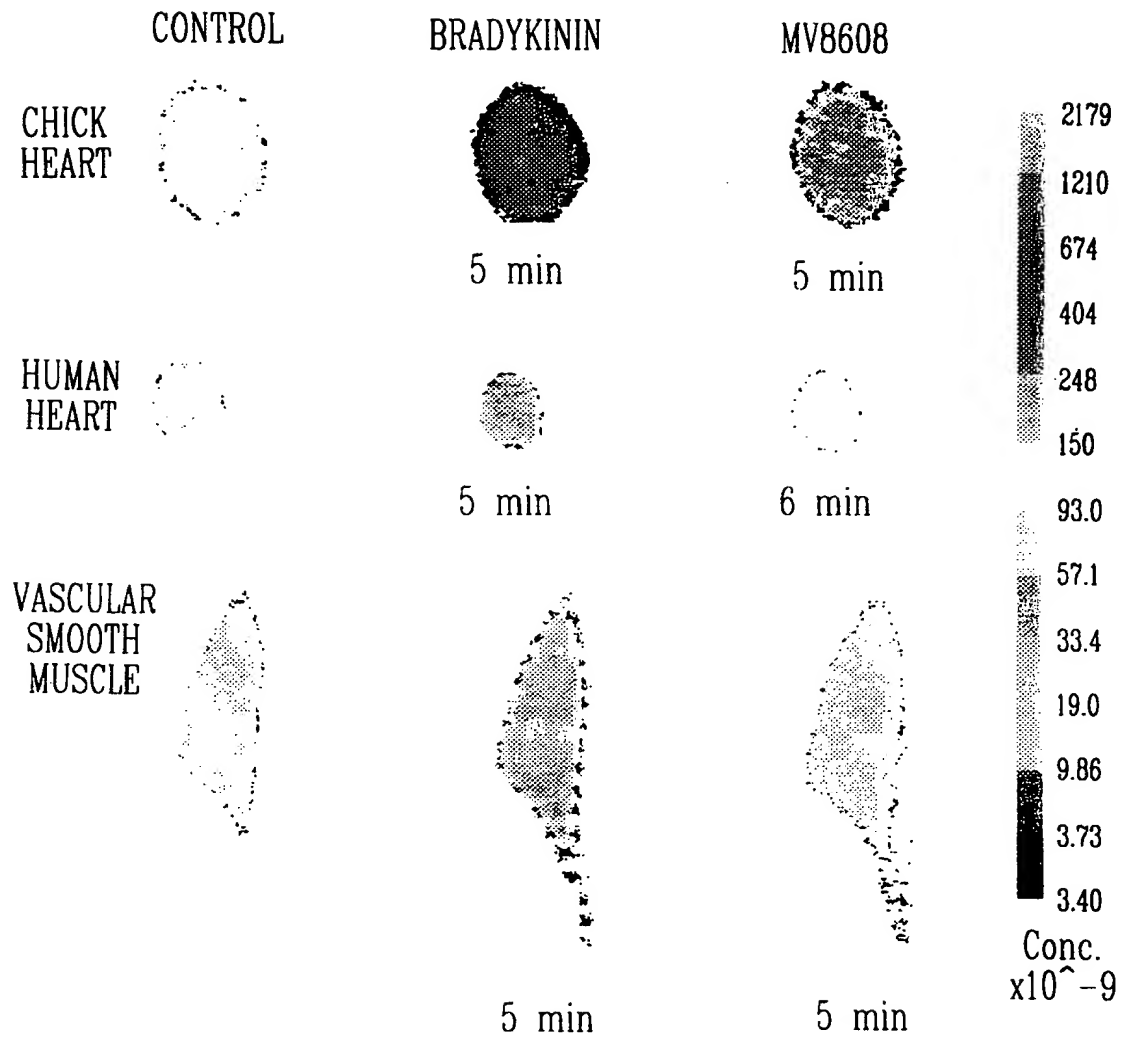 CONTROL BRADYKININ MV8608
CHICK
HEART
5 min 5 min
HUMAN
HEART
5 min 6 min
VASCULAR
SMOOTH
MUSCLE
5 min 5 min
2179
1210
674
404
248
150
93.0
57.1
33.4
19.0
9.86
3.73
3.40
Conc.
x10^-9